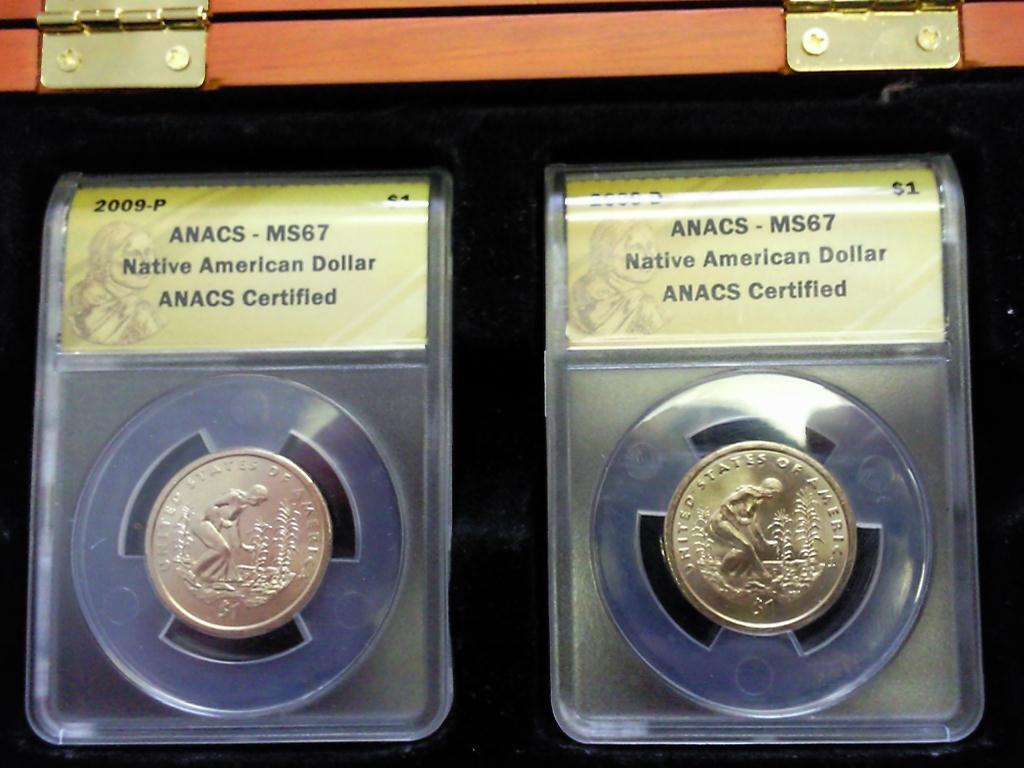 2009-P $1
ANACS - MS67
Native American Dollar
ANACS Certified
UNITED STATES OF AMERICA
$1
2009-D $1
ANACS - MS67
Native American Dollar
ANACS Certified
UNITED STATES OF AMERICA
$1